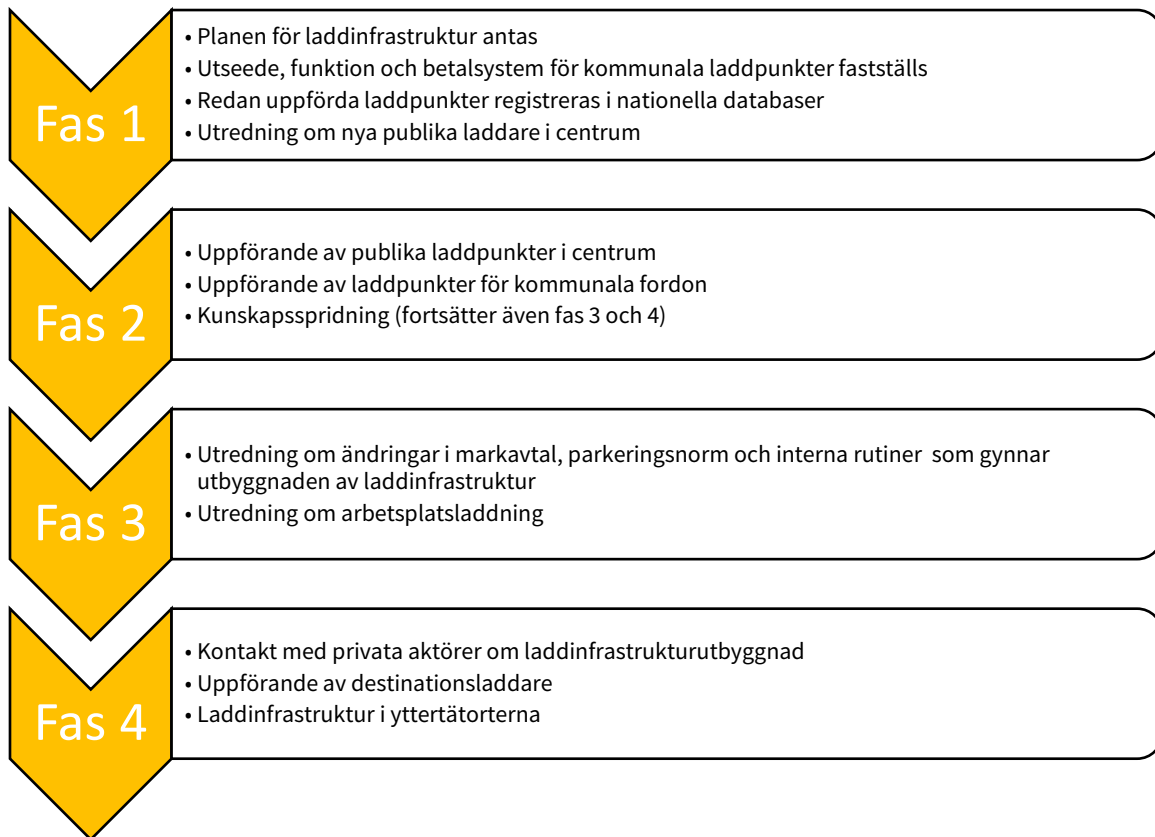 Fas 1
• Planen för laddinfrastruktur antas
• Utseede, funktion och betalsystem för kommunala laddpunkter fastställs
• Redan uppförda laddpunkter registreras i nationella databaser
• Utredning om nya publika laddare i centrum
Fas 2
• Uppförande av publika laddpunkter i centrum
• Uppförande av laddpunkter för kommunala fordon
• Kunskapsspridning (fortsätter även fas 3 och 4)
Fas 3
• Utredning om ändringar i markavtal, parkeringsnorm och interna rutiner som gynnar
utbyggnaden av laddinfrastruktur
• Utredning om arbetsplatsladdning
Fas 4
• Kontakt med privata aktörer om laddinfrastrukturutbyggnad
• Uppförande av destinationsladdare
• Laddinfrastruktur i yttertätorterna